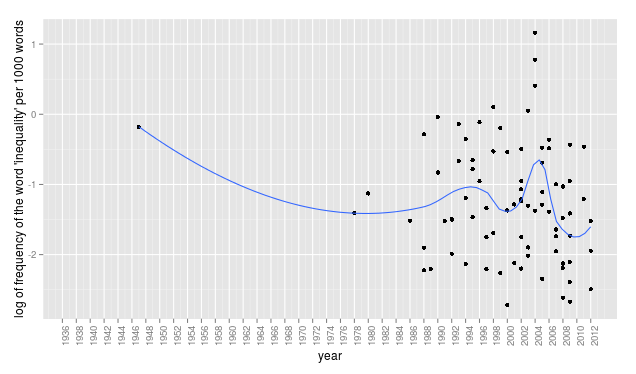 log of frequency of the word 'inequality' per 1000 words
1
0
-1
-2
1936 1938 1940 1942 1944 1946 1948 1950 1952 1954 1956 1958 1960 1962 1964 1966 1968 1970 1972 1974 1976 1978 1980 1982 1984 1986 1988 1990 1992 1994 1996 1998 2000 2002 2004 2006 2008 2010 2012
year